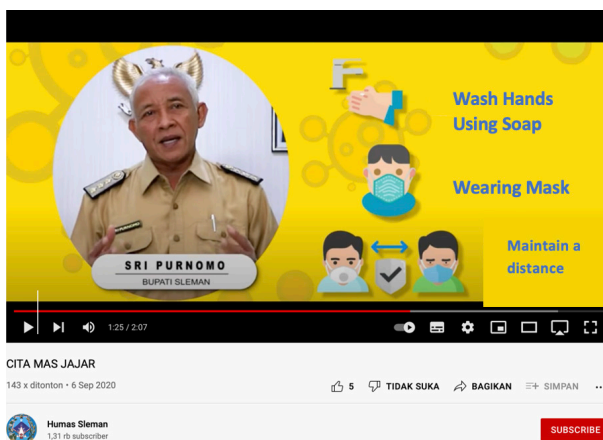 Wash Hands
Using Soap
Wearing Mask
Maintain a
distance
SRI PURNOMO
BUPATI SLEMAN
1:25 / 2:07
CITA MAS JAJAR
143 x ditonton • 6 Sep 2020
5 TIDAK SUKA BAGIKAN SIMPAN
Humas Sleman
1,31 rb subscriber
SUBSCRIBE